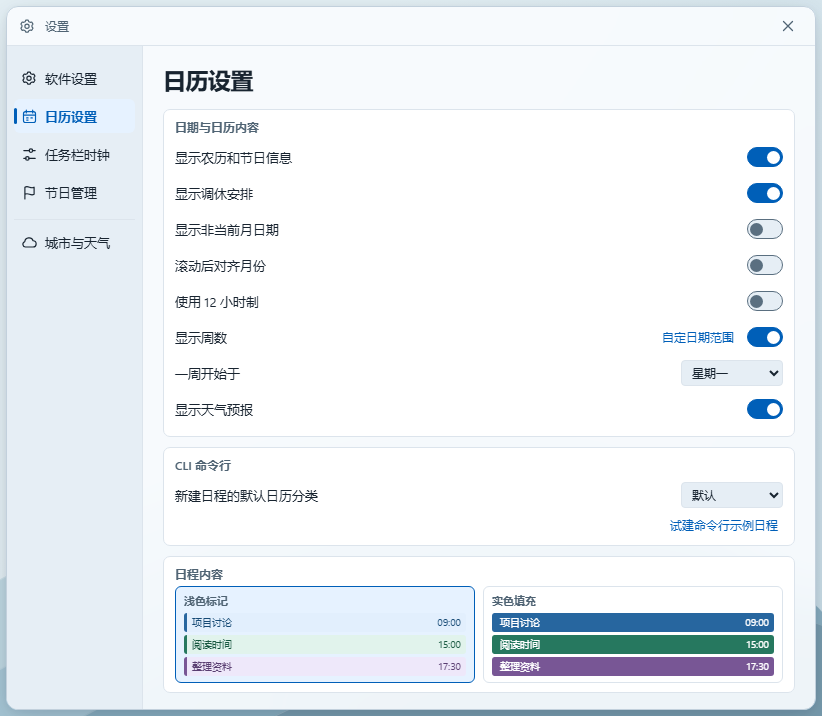 设置
软件设置
日历设置
任务栏时钟
节日管理
城市与天气
日历设置
日期与日历内容
显示农历和节日信息
显示调休安排
显示非当前月日期
滚动后对齐月份
使用 12 小时制
显示周数 自定日期范围
一周开始于 星期一
显示天气预报
CLI 命令行
新建日程的默认日历分类 默认
试建命令行示例日程
日程内容
浅色标记
项目讨论 09:00
阅读时间 15:00
整理资料 17:30
实色填充
项目讨论 09:00
阅读时间 15:00
整理资料 17:30